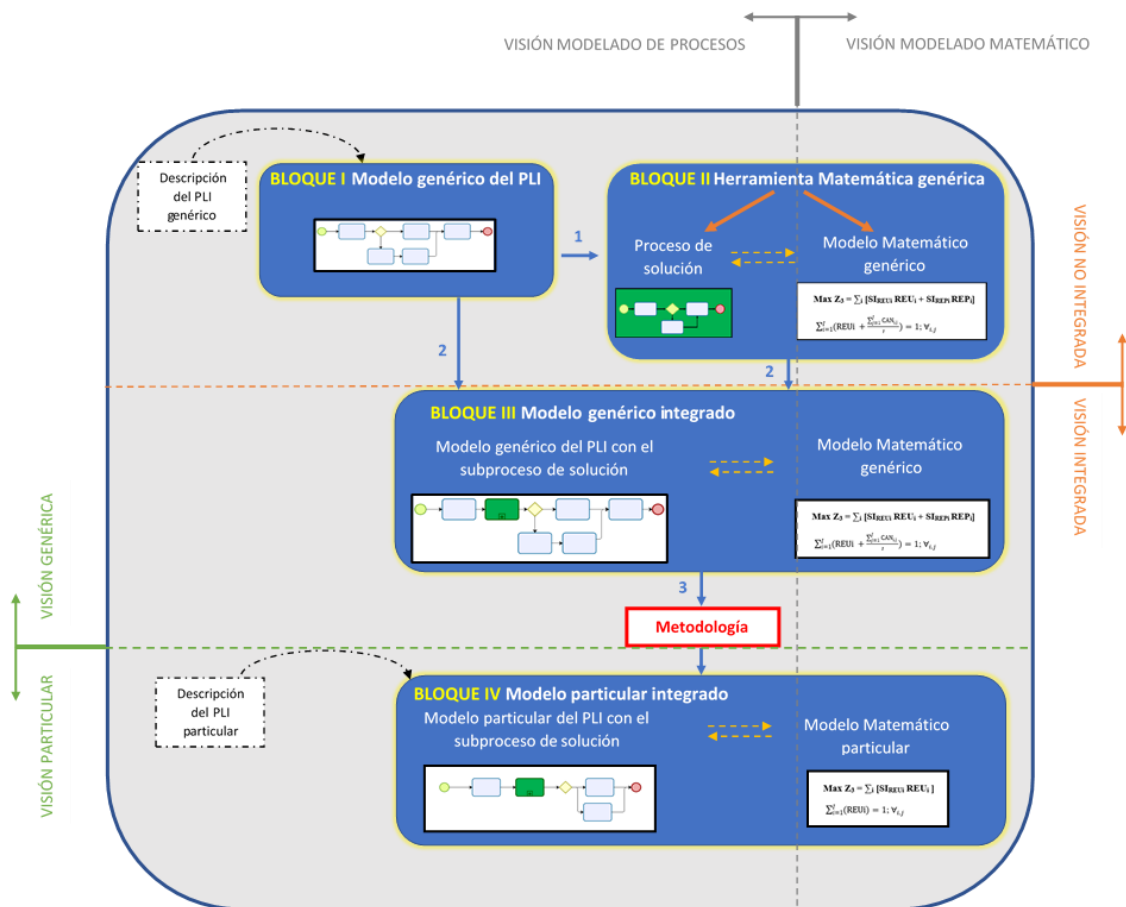 VISIÓN MODELADO DE PROCESOS
VISIÓN MODELADO MATEMÁTICO
Descripción
del PLI
genérico
BLOQUE I Modelo genérico del PLI
1
BLOQUE II Herramienta Matemática genérica
Proceso de
solución
Modelo Matemático
genérico
Max Z₃ = ∑ᵢ [SI_REUi REUᵢ + SI_REPi REPᵢ]
2
2
VISIÓN NO INTEGRADA
VISIÓN INTEGRADA
BLOQUE III Modelo genérico integrado
Modelo genérico del PLI con el
subproceso de solución
Modelo Matemático
genérico
Max Z₃ = ∑ᵢ [SI_REUi REUᵢ + SI_REPi REPᵢ]
3
Metodología
VISIÓN GENÉRICA
VISIÓN PARTICULAR
Descripción
del PLI
particular
BLOQUE IV Modelo particular integrado
Modelo particular del PLI con el
subproceso de solución
Modelo Matemático
particular
Max Z₃ = ∑ᵢ [SI_REUi REUᵢ ]
∑ᴵᵢ₌₁(REUi) = 1; ∀ᵢ,ⱼ